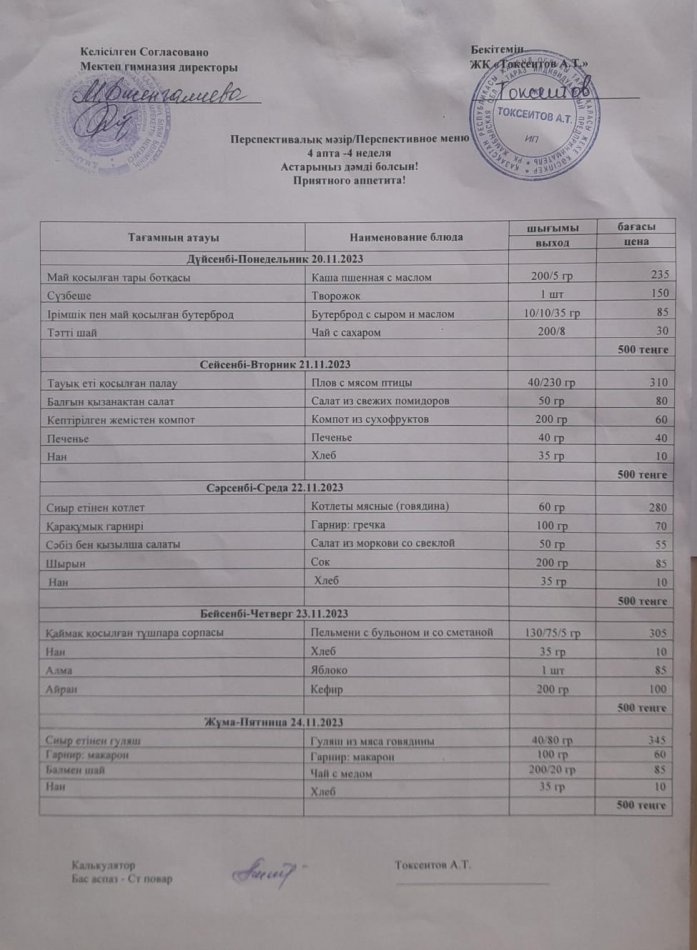 Келісілген Согласовано
Мектеп гимназия директоры
Бекітемін
ЖК «Токсеитов А.Т.»
Токсеитов
ТОКСЕИТОВ А.Т.
ИП
Перспективалық мәзір/Перспективное меню
4 апта -4 неделя
Астарыңыз дәмді болсын!
Приятного аппетита!
Тағамның атауы Наименование блюда шығымы выход бағасы цена
Дүйсенбі-Понедельник 20.11.2023
Май қосылған тары ботқасы Каша пшенная с маслом 200/5 гр 235
Сүзбеше Творожок 1 шт 150
Ірімшік пен май қосылған бутерброд Бутерброд с сыром и маслом 10/10/35 гр 85
Тәтті шай Чай с сахаром 200/8 30
500 теңге
Сейсенбі-Вторник 21.11.2023
Тауық еті қосылған палау Плов с мясом птицы 40/230 гр 310
Балғын қызанақтан салат Салат из свежих помидоров 50 гр 80
Кептірілген жемістен компот Компот из сухофруктов 200 гр 60
Печенье Печенье 40 гр 40
Нан Хлеб 35 гр 10
500 теңге
Сәрсенбі-Среда 22.11.2023
Сиыр етінен котлет Котлеты мясные (говядина) 60 гр 280
Қарақұмық гарнирі Гарнир: гречка 100 гр 70
Сәбіз бен қызылша салаты Салат из моркови со свеклой 50 гр 55
Шырын Сок 200 гр 85
Нан Хлеб 35 гр 10
500 теңге
Бейсенбі-Четверг 23.11.2023
Қаймақ қосылған тұшпара сорпасы Пельмени с бульоном и со сметаной 130/75/5 гр 305
Нан Хлеб 35 гр 10
Алма Яблоко 1 шт 85
Айран Кефир 200 гр 100
500 теңге
Жұма-Пятница 24.11.2023
Сиыр етінен гуляш Гуляш из мяса говядины 40/80 гр 345
Гарнир: макарон Гарнир: макарон 100 гр 60
Балмен шай Чай с медом 200/20 гр 85
Нан Хлеб 35 гр 10
500 теңге
Калькулятор Токсеитов А.Т.
Бас аспаз - Ст повар